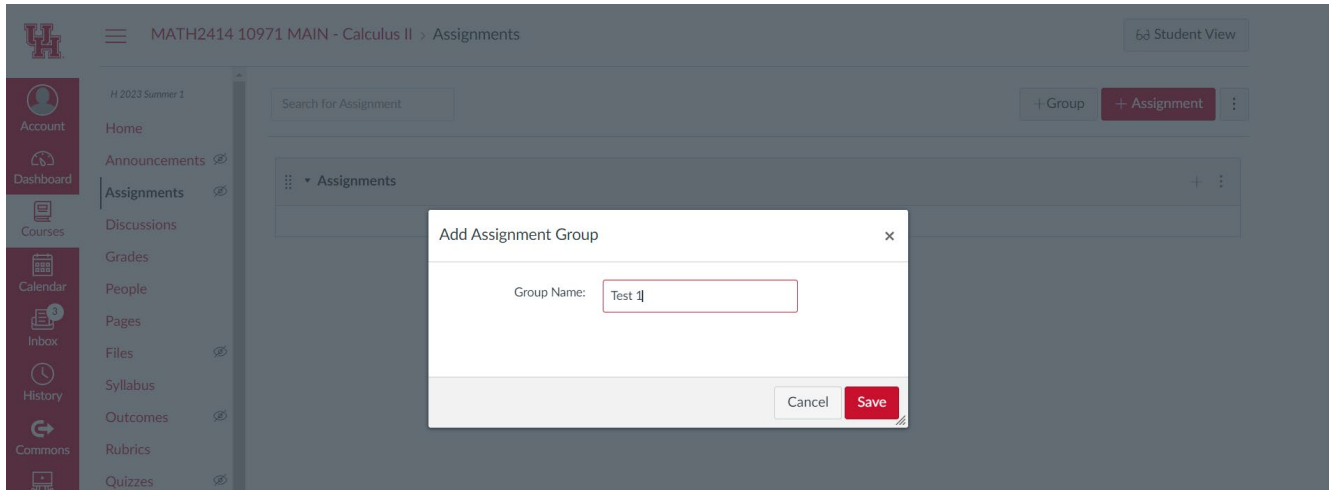 UH
MATH2414 10971 MAIN - Calculus II › Assignments
Student View
Account
Dashboard
Courses
Calendar
3
Inbox
History
Commons
H 2023 Summer 1
Home
Announcements
Assignments
Discussions
Grades
People
Pages
Files
Syllabus
Outcomes
Rubrics
Quizzes
Search for Assignment
+ Group
+ Assignment
Assignments
Add Assignment Group
×
Group Name:
Test 1
Cancel
Save